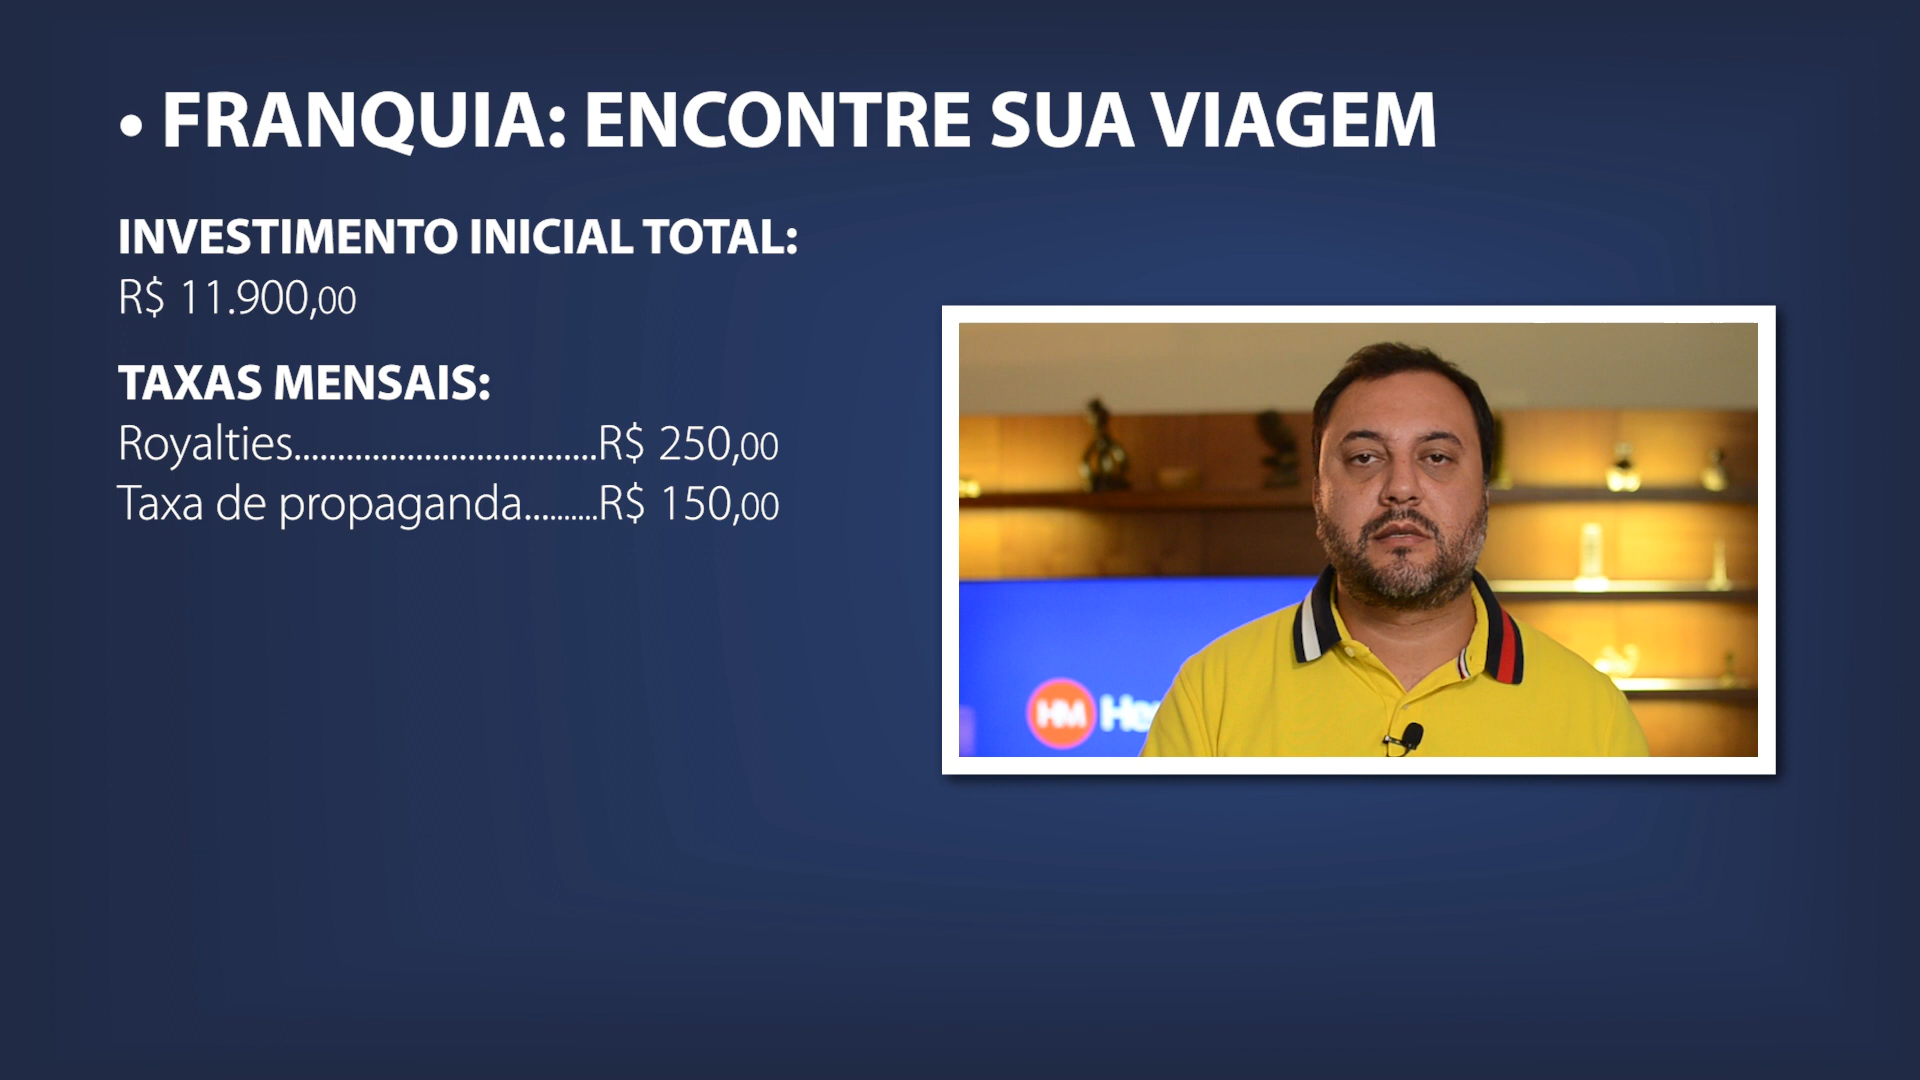 • FRANQUIA: ENCONTRE SUA VIAGEM
INVESTIMENTO INICIAL TOTAL:
R$ 11.900,00
TAXAS MENSAIS:
Royalties...................................R$ 250,00
Taxa de propaganda.........R$ 150,00
HM